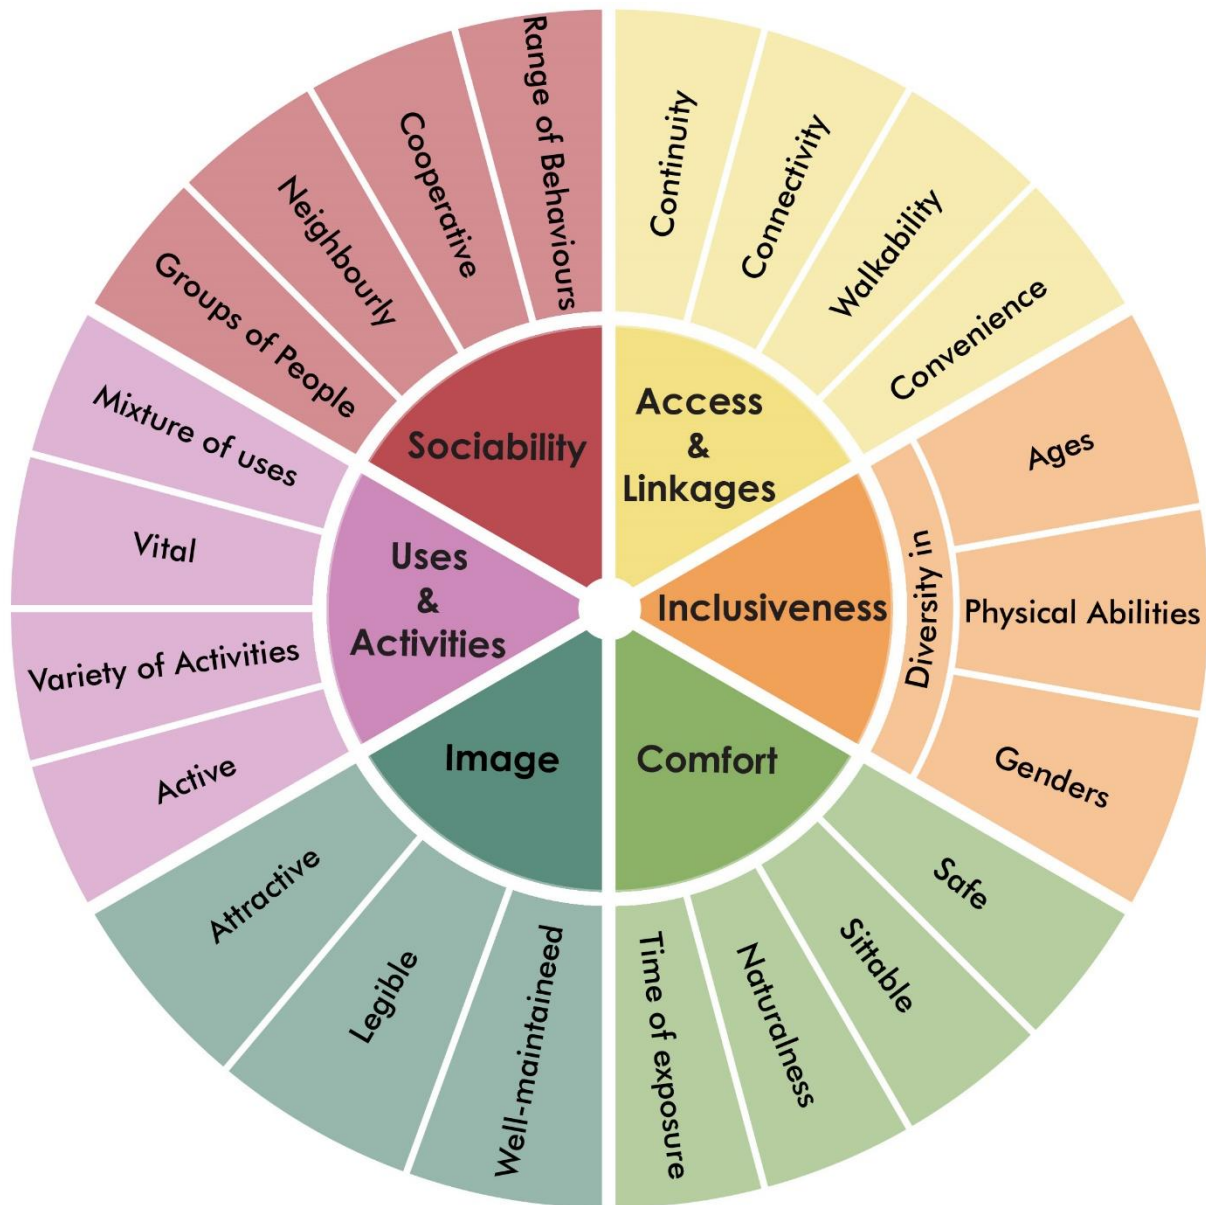 Sociability
Range of Behaviours
Cooperative
Neighbourly
Groups of People
Access
&
Linkages
Continuity
Connectivity
Walkability
Convenience
Inclusiveness
Diversity in
Ages
Physical Abilities
Genders
Comfort
Safe
Sittable
Naturalness
Time of exposure
Image
Well-maintaineed
Legible
Attractive
Uses
&
Activities
Active
Variety of Activities
Vital
Mixture of uses